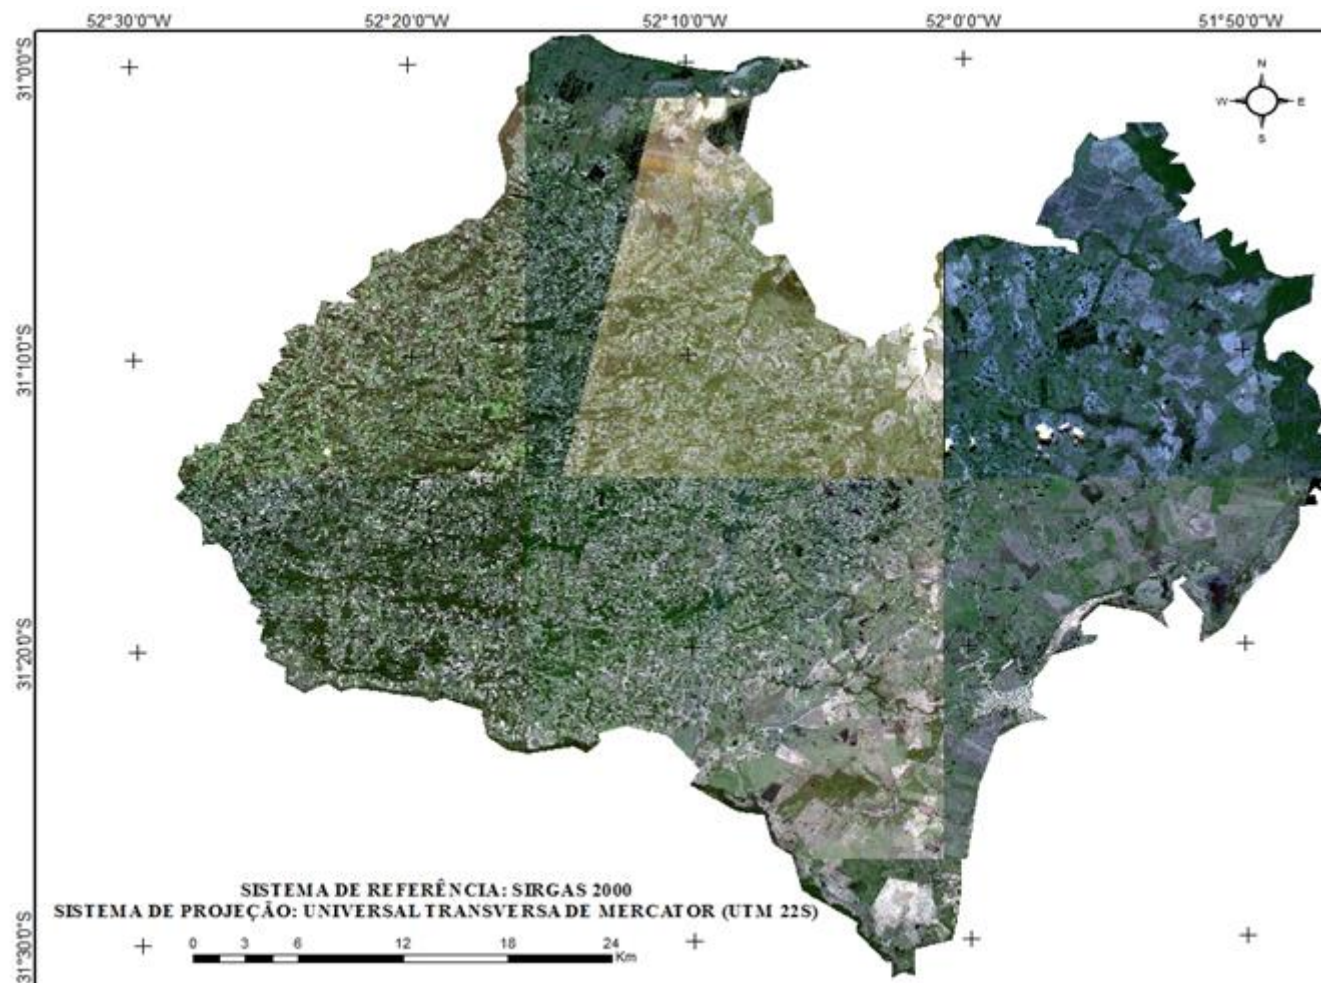 52°30'0"W 52°20'0"W 52°10'0"W 52°0'0"W 51°50'0"W
31°0'0"S
N
W E
S
31°10'0"S
31°20'0"S
31°30'0"S
SISTEMA DE REFERÊNCIA: SIRGAS 2000
SISTEMA DE PROJEÇÃO: UNIVERSAL TRANSVERSA DE MERCATOR (UTM 22S)
0 3 6 12 18 24
Km